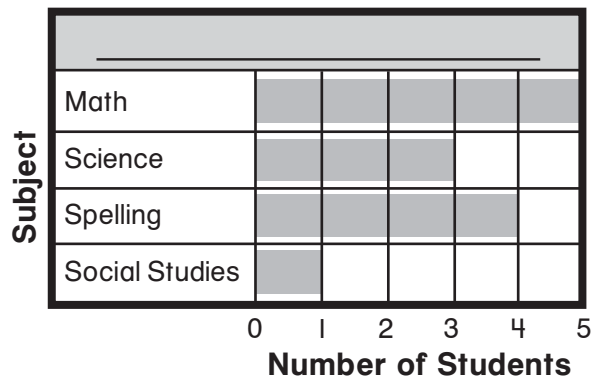 Subject
Math
Science
Spelling
Social Studies
0 1 2 3 4 5
Number of Students